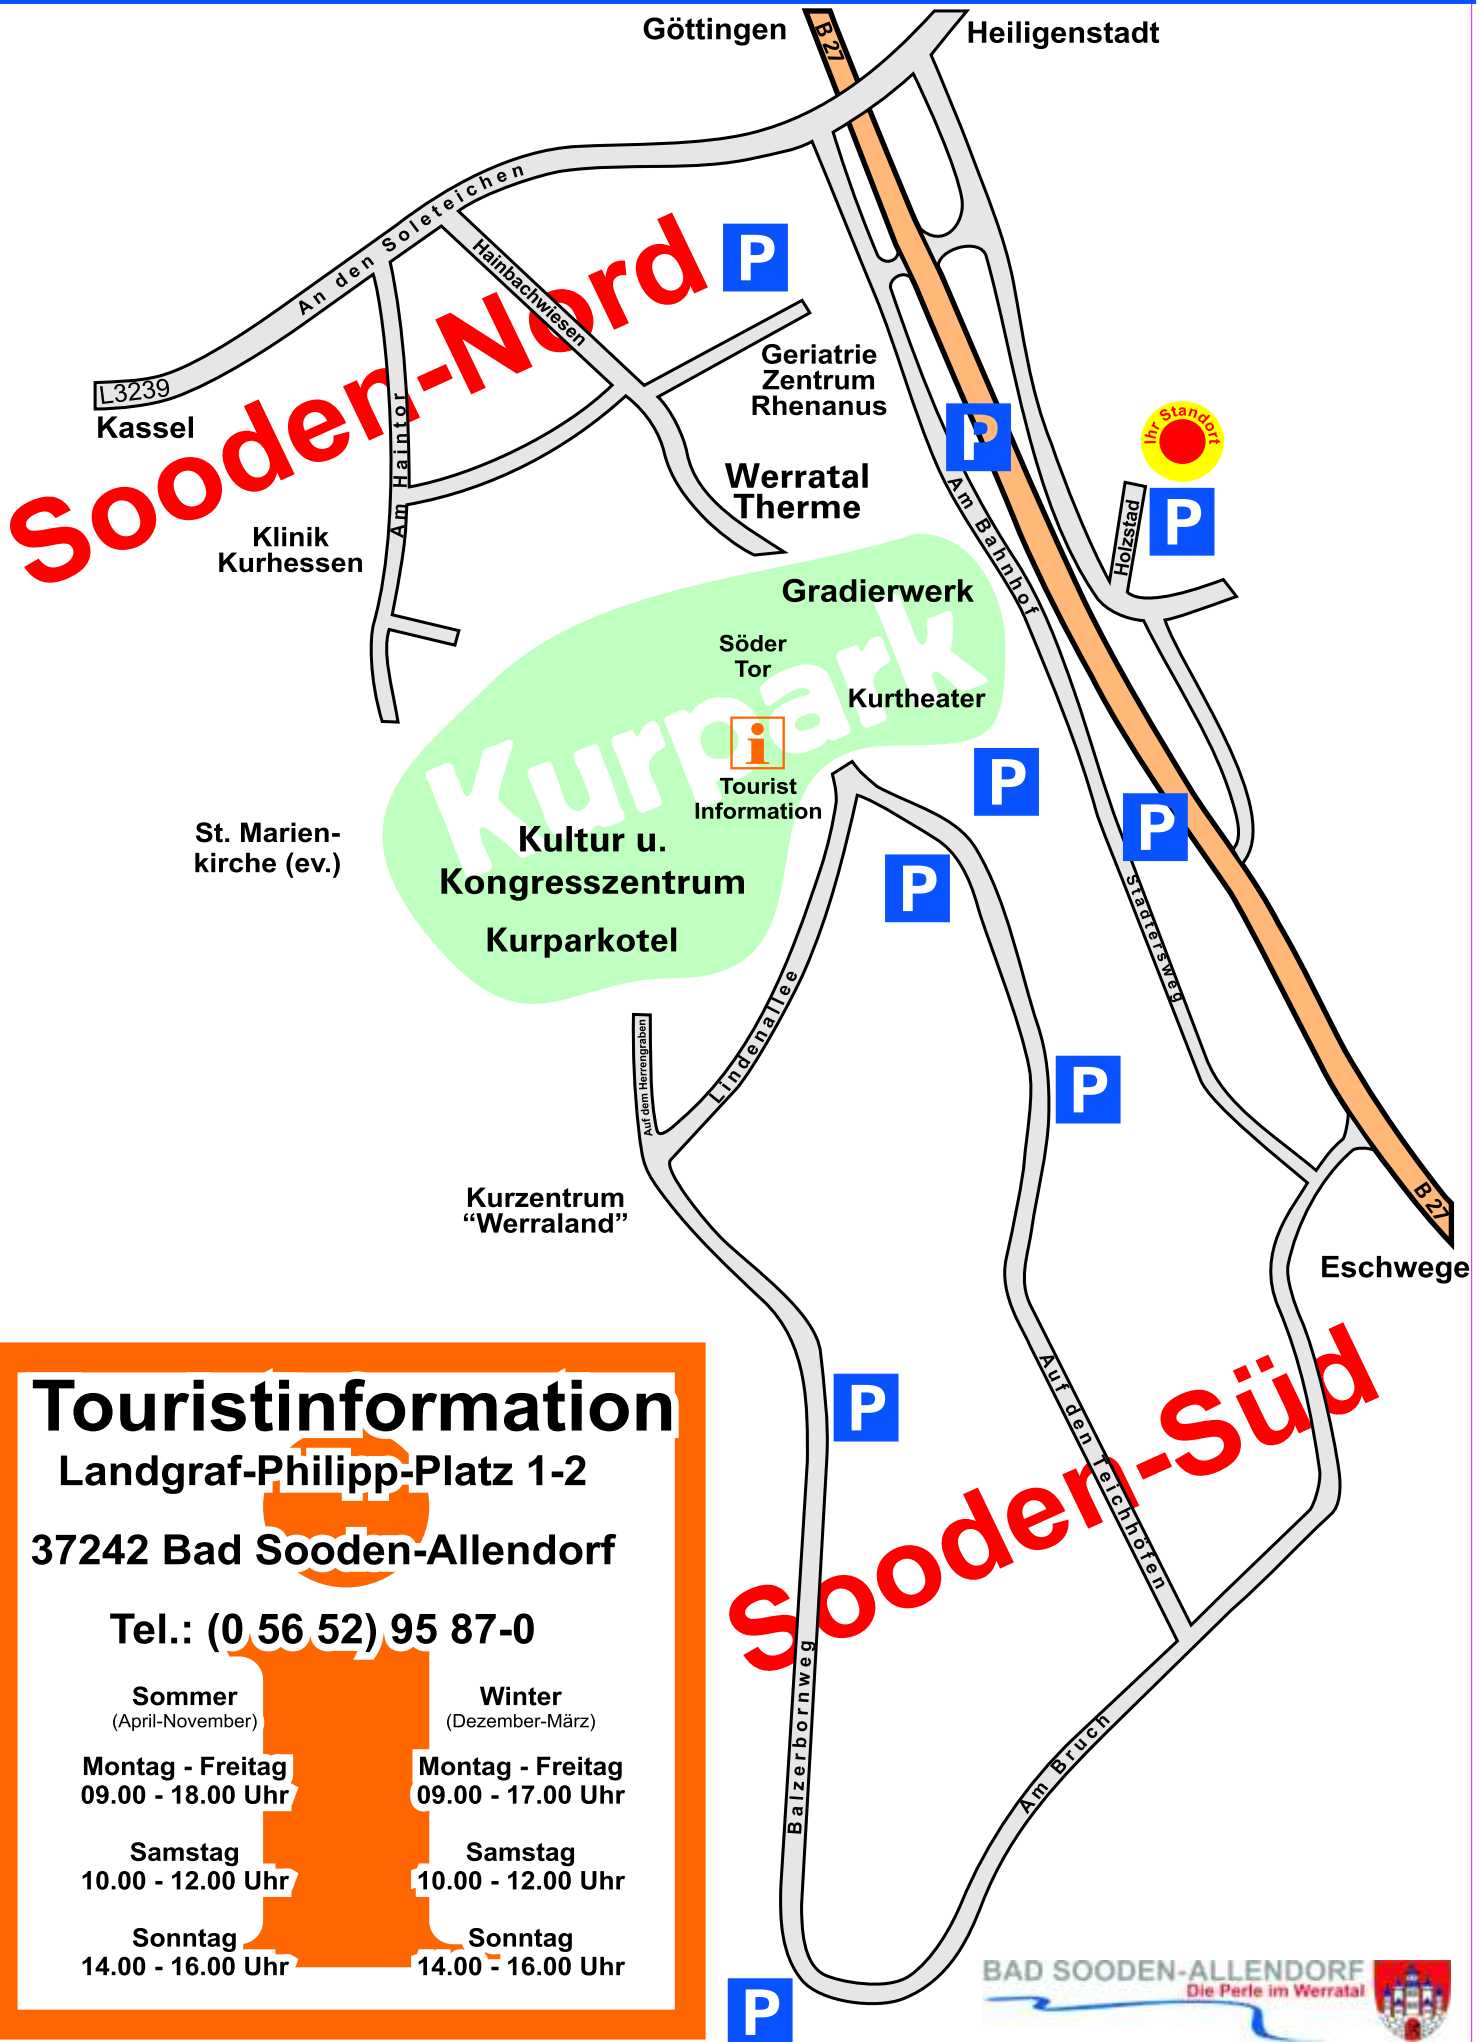 Göttingen
B 27
Heiligenstadt
An den Soleteichen
Hainbachwiesen
Sooden-Nord
P
L3239
Kassel
Am Haintor
Geriatrie
Zentrum
Rhenanus
P
Ihr Standort
P
Holzstad
Werratal
Therme
Am Bahnhof
Klinik
Kurhessen
Gradierwerk
Söder
Tor
Kurtheater
Kurpark
i
Tourist
Information
P
P
St. Marien-
kirche (ev.)
Kultur u.
Kongresszentrum
Kurparkotel
P
Stadtersweg
Lindenallee
Auf dem Herrengraben
P
Kurzentrum
“Werraland”
B 27
Eschwege
P
Auf den Teichhöfen
Sooden-Süd
Balzerbornweg
Am Bruch
P
Touristinformation
Landgraf-Philipp-Platz 1-2
37242 Bad Sooden-Allendorf
Tel.: (0 56 52) 95 87-0
Sommer
(April-November)
Montag - Freitag
09.00 - 18.00 Uhr
Samstag
10.00 - 12.00 Uhr
Sonntag
14.00 - 16.00 Uhr
Winter
(Dezember-März)
Montag - Freitag
09.00 - 17.00 Uhr
Samstag
10.00 - 12.00 Uhr
Sonntag
14.00 - 16.00 Uhr
BAD SOODEN-ALLENDORF
Die Perle im Werratal